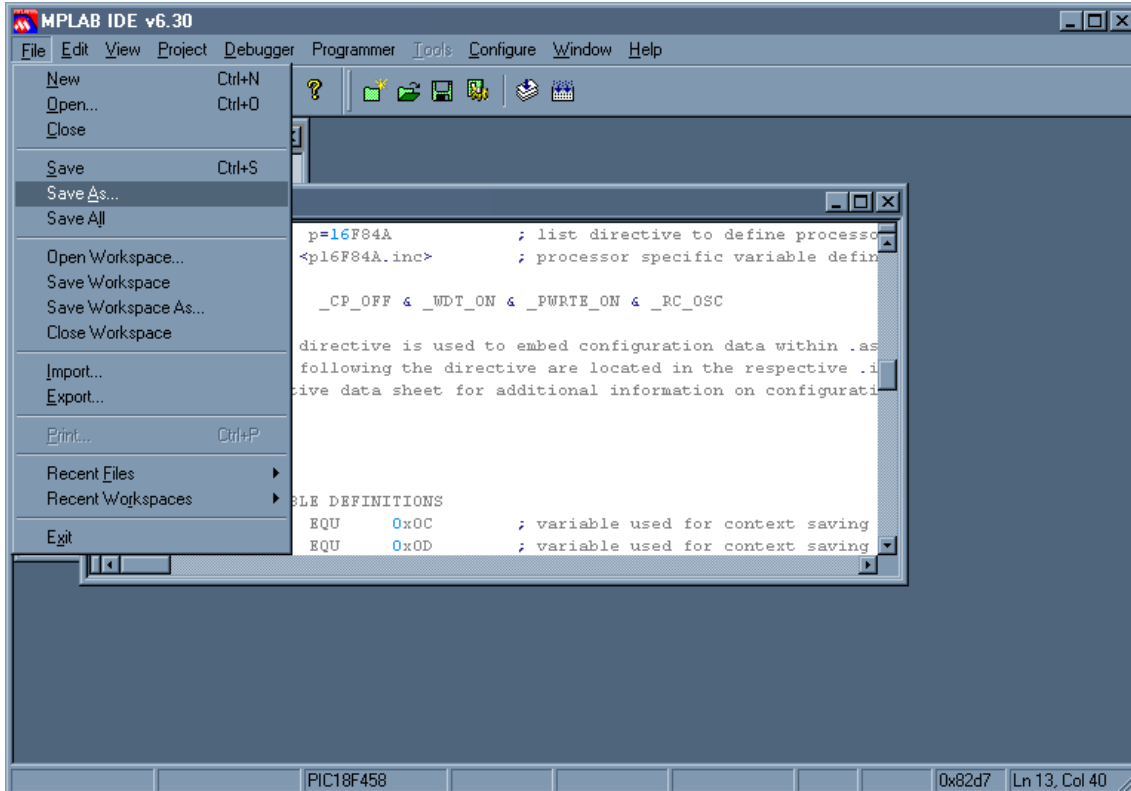 MPLAB IDE v6.30
File Edit View Project Debugger Programmer Tools Configure Window Help
New Ctrl+N
Open... Ctrl+O
Close
Save Ctrl+S
Save As...
Save All
Open Workspace...
Save Workspace
Save Workspace As...
Close Workspace
Import...
Export...
Print... Ctrl+P
Recent Files
Recent Workspaces
Exit
p=16F84A ; list directive to define processo
<p16F84A.inc> ; processor specific variable defin
_CP_OFF & _WDT_ON & _PWRTE_ON & _RC_OSC
directive is used to embed configuration data within .as
following the directive are located in the respective .i
tive data sheet for additional information on configurati
BLE DEFINITIONS
EQU 0x0C ; variable used for context saving
EQU 0x0D ; variable used for context saving
PIC18F458 0x82d7 Ln 13, Col 40